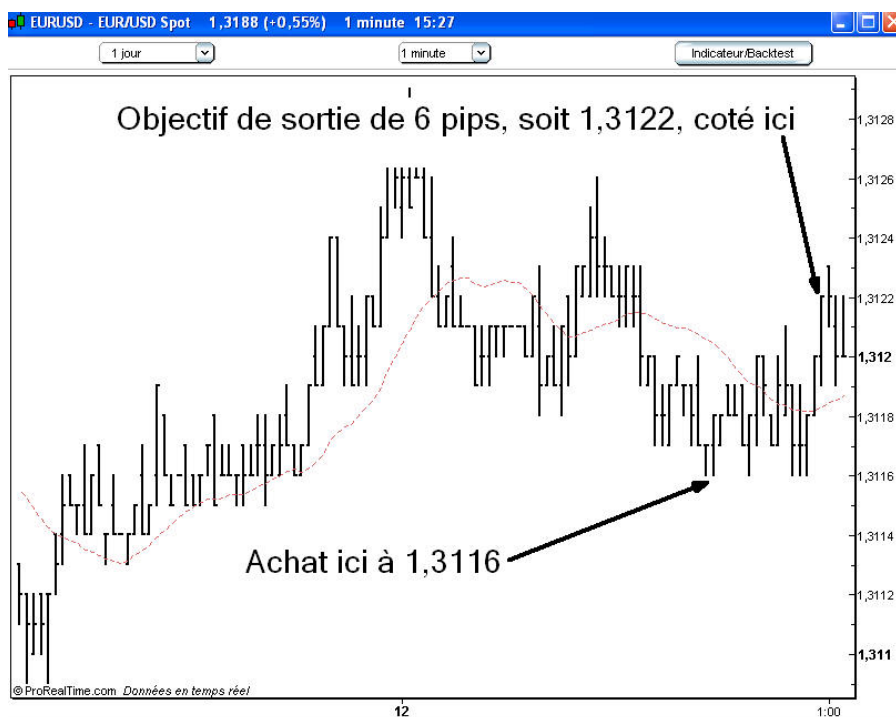 EURUSD - EUR/USD Spot 1,3188 (+0,55%) 1 minute 15:27
1 jour 1 minute Indicateur/Backtest
Objectif de sortie de 6 pips, soit 1,3122, coté ici
1,3128
1,3126
1,3124
1,3122
1,312
1,3118
1,3116
Achat ici à 1,3116
1,3114
1,3112
1,311
© ProRealTime.com Données en temps réel
12 1:00